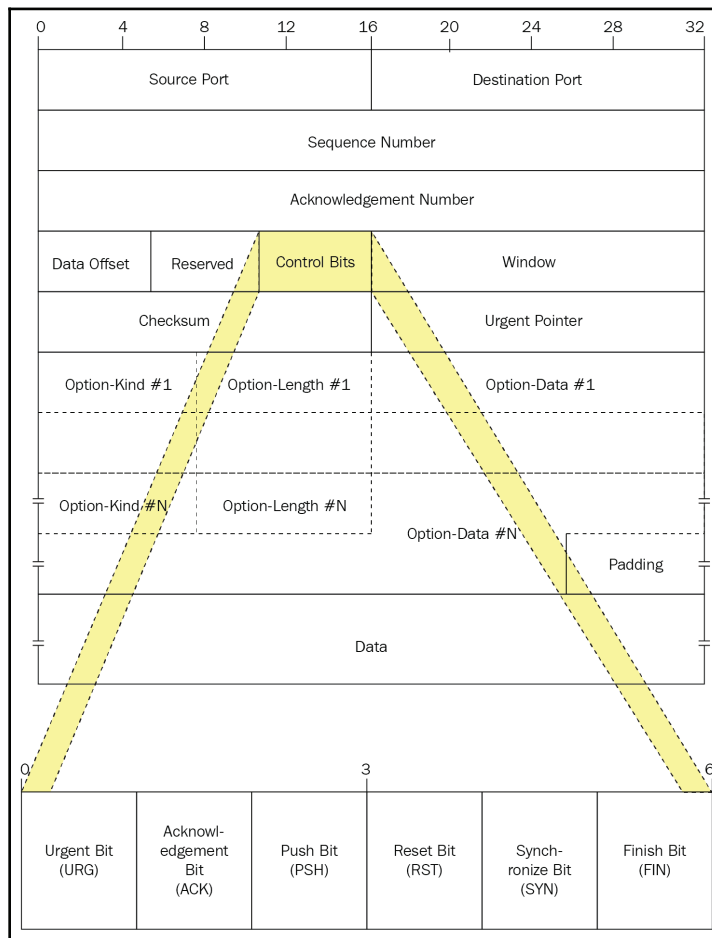 0 4 8 12 16 20 24 28 32
Source Port Destination Port
Sequence Number
Acknowledgement Number
Data Offset Reserved Control Bits Window
Checksum Urgent Pointer
Option-Kind #1 Option-Length #1 Option-Data #1
Option-Kind #N Option-Length #N
Option-Data #N
Padding
Data
0 3 6
Urgent Bit
(URG)
Acknowl-
edgement
Bit
(ACK)
Push Bit
(PSH)
Reset Bit
(RST)
Synch-
ronize Bit
(SYN)
Finish Bit
(FIN)